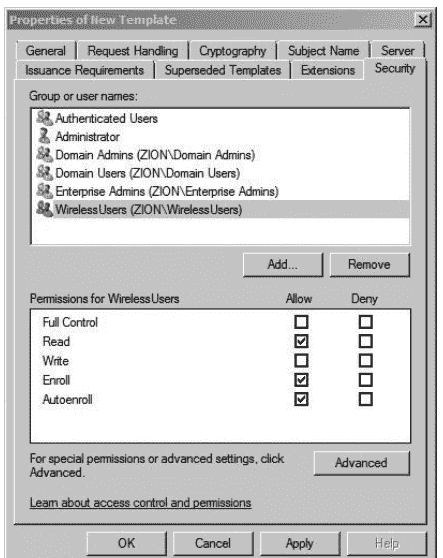 Properties of New Template
General Request Handling Cryptography Subject Name Server
Issuance Requirements Superseded Templates Extensions Security
Group or user names:
Authenticated Users
Administrator
Domain Admins (ZION\Domain Admins)
Domain Users (ZION\Domain Users)
Enterprise Admins (ZION\Enterprise Admins)
WirelessUsers (ZION\WirelessUsers)
Add... Remove
Permissions for WirelessUsers Allow Deny
Full Control
Read
Write
Enroll
Autoenroll
For special permissions or advanced settings, click
Advanced.
Advanced
Learn about access control and permissions
OK Cancel Apply Help